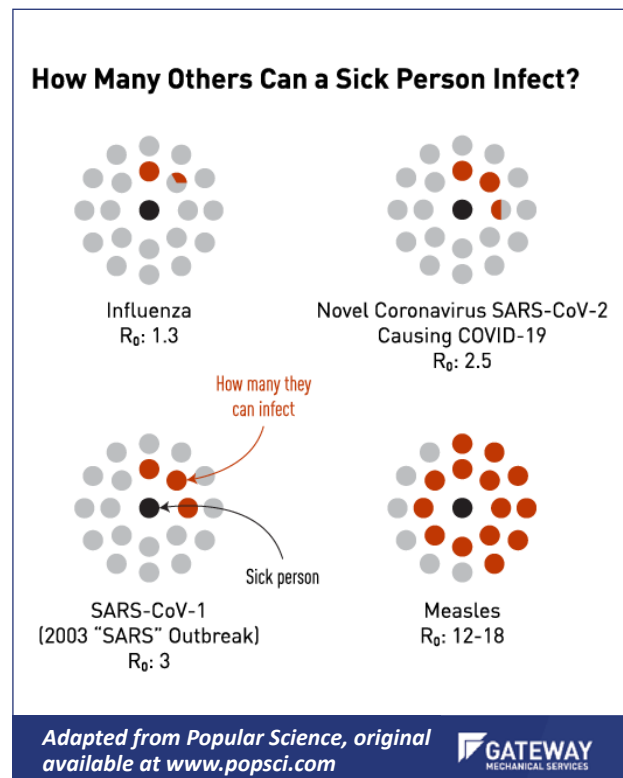 How Many Others Can a Sick Person Infect?
Influenza
R₀: 1.3
Novel Coronavirus SARS-CoV-2
Causing COVID-19
R₀: 2.5
How many they
can infect
Sick person
SARS-CoV-1
(2003 “SARS” Outbreak)
R₀: 3
Measles
R₀: 12-18
Adapted from Popular Science, original
available at www.popsci.com
GATEWAY
MECHANICAL SERVICES